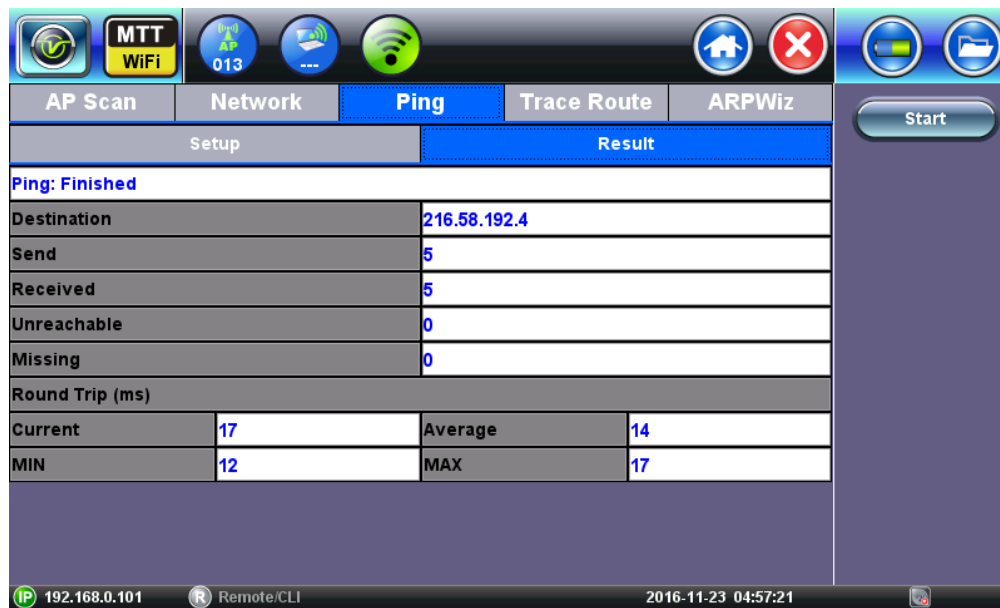 MTT
WiFi
AP
013
---
AP Scan Network Ping Trace Route ARPWiz
Start
Setup Result
Ping: Finished
Destination 216.58.192.4
Send 5
Received 5
Unreachable 0
Missing 0
Round Trip (ms)
Current 17 Average 14
MIN 12 MAX 17
IP 192.168.0.101 R Remote/CLI 2016-11-23 04:57:21